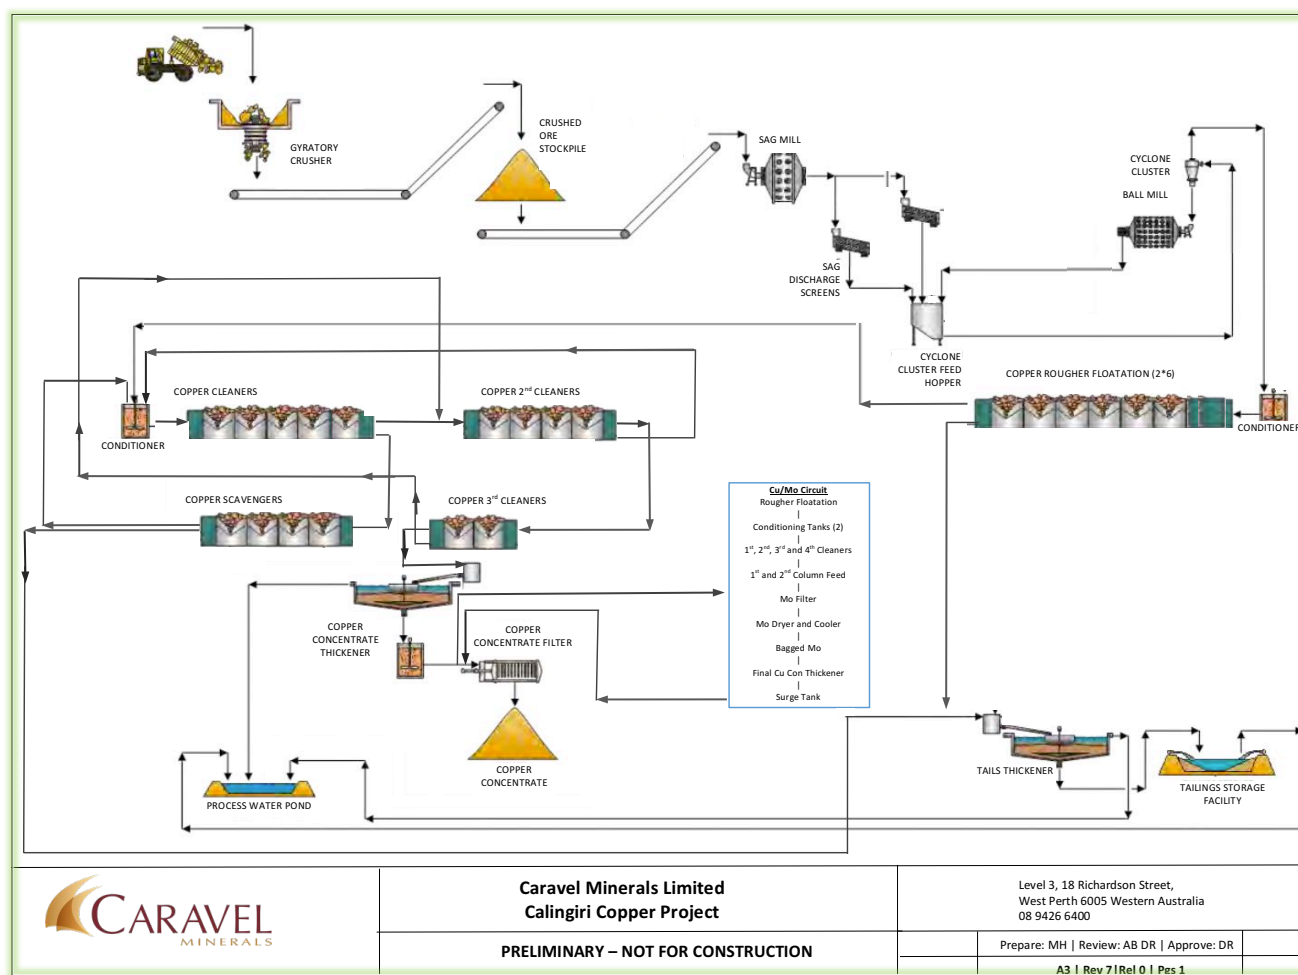 GYRATORY
CRUSHER
CRUSHED
ORE
STOCKPILE
SAG MILL
CYCLONE
CLUSTER
BALL MILL
SAG
DISCHARGE
SCREENS
CYCLONE
CLUSTER FEED
HOPPER
COPPER ROUGHER FLOATATION (2*6)
CONDITIONER
COPPER CLEANERS
COPPER 2nd CLEANERS
CONDITIONER
COPPER SCAVENGERS
COPPER 3rd CLEANERS
Cu/Mo Circuit
Rougher Floatation
|
Conditioning Tanks (2)
|
1st, 2nd, 3rd and 4th Cleaners
|
1st and 2nd Column Feed
|
Mo Filter
|
Mo Dryer and Cooler
|
Bagged Mo
|
Final Cu Con Thickener
|
Surge Tank
COPPER
CONCENTRATE
THICKENER
COPPER
CONCENTRATE FILTER
COPPER
CONCENTRATE
PROCESS WATER POND
TAILS THICKENER
TAILINGS STORAGE
FACILITY
CARAVEL
MINERALS
Caravel Minerals Limited
Calingiri Copper Project
PRELIMINARY – NOT FOR CONSTRUCTION
Level 3, 18 Richardson Street,
West Perth 6005 Western Australia
08 9426 6400
Prepare: MH | Review: AB DR | Approve: DR
A3 | Rev 7|Rel 0 | Pgs 1